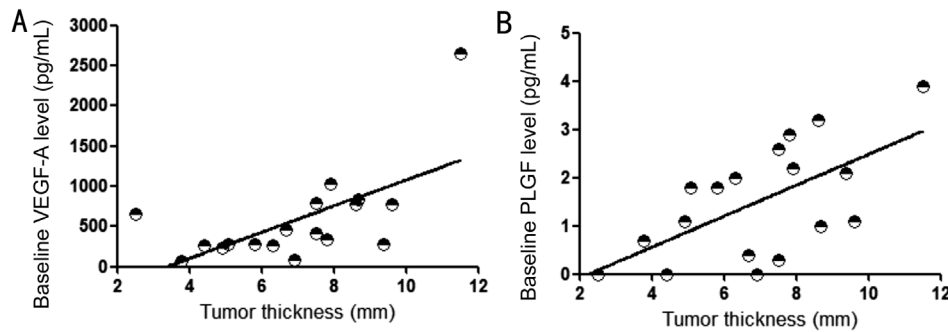 A
Baseline VEGF-A level (pg/mL)
3000
2500
2000
1500
1000
500
0
2 4 6 8 10 12
Tumor thickness (mm)
B
Baseline PLGF level (pg/mL)
5
4
3
2
1
0
2 4 6 8 10 12
Tumor thickness (mm)